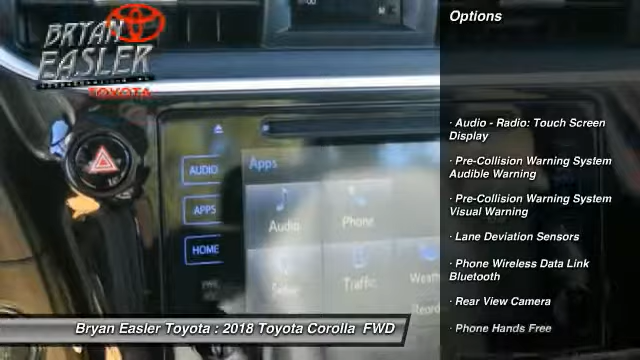 BRYAN
EASLER
TOYOTA
Options
AUDIO
APPS
HOME
Apps
Audio
Phone
Traffic
· Audio - Radio: Touch Screen
Display
· Pre-Collision Warning System
Audible Warning
· Pre-Collision Warning System
Visual Warning
· Lane Deviation Sensors
· Phone Wireless Data Link
Bluetooth
· Rear View Camera
· Phone Hands Free
Bryan Easler Toyota : 2018 Toyota Corolla FWD